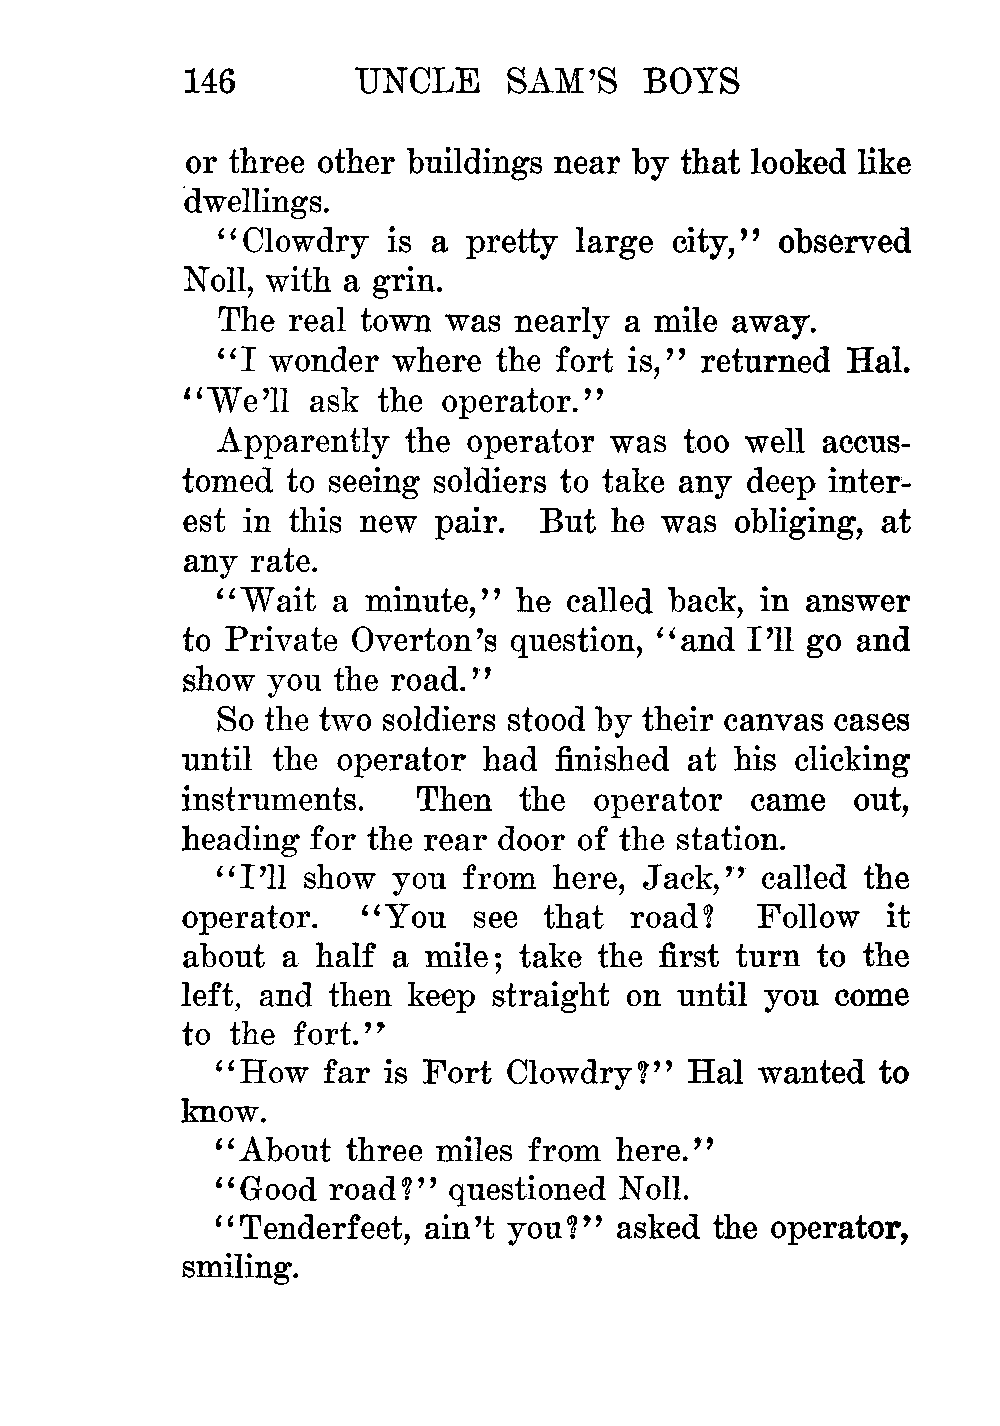 146 UNCLE SAM'S BOYS
or three other buildings near by that looked like
dwellings.
"Clowdry is a pretty large city," observed
Noll, with a grin.
The real town was nearly a mile away.
"I wonder where the fort is," returned Hal.
"We'll ask the operator."
Apparently the operator was too well accus-
tomed to seeing soldiers to take any deep inter-
est in this new pair. But he was obliging, at
any rate.
"Wait a minute," he called back, in answer
to Private Overton's question, "and I'll go and
show you the road."
So the two soldiers stood by their canvas cases
until the operator had finished at his clicking
instruments. Then the operator came out,
heading for the rear door of the station.
"I'll show you from here, Jack," called the
operator. "You see that road? Follow it
about a half a mile; take the first turn to the
left, and then keep straight on until you come
to the fort."
"How far is Fort Clowdry?" Hal wanted to
know.
"About three miles from here."
"Good road?" questioned Noll.
"Tenderfeet, ain't you?" asked the operator,
smiling.